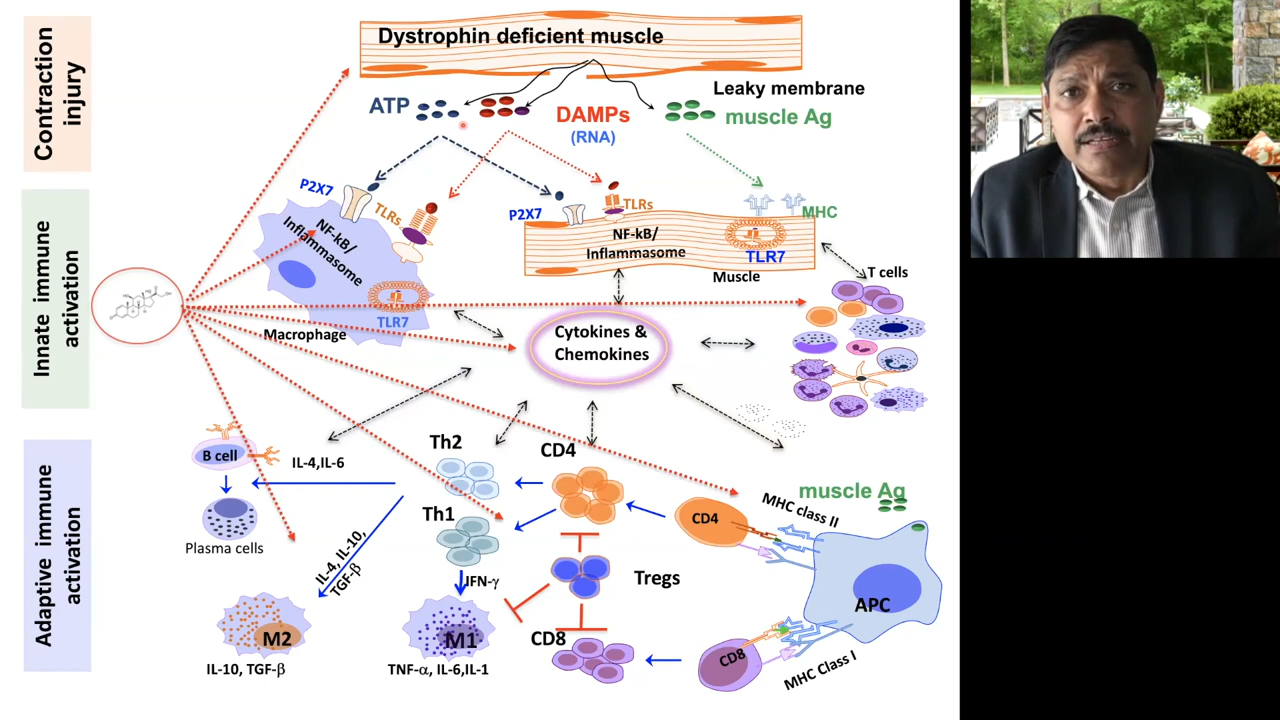 Contraction
injury
Innate immune
activation
Adaptive immune
activation
Dystrophin deficient muscle
Leaky membrane
ATP
DAMPs
(RNA)
muscle Ag
P2X7
TLRs
NF-kB/
Inflammasome
TLR7
Macrophage
P2X7
TLRs
MHC
NF-kB/
Inflammasome
TLR7
Muscle
T cells
Cytokines &
Chemokines
B cell
IL-4,IL-6
Plasma cells
Th2
CD4
Th1
IL-4, IL-10,
TGF-β
IFN-γ
Tregs
CD4
MHC class II
muscle Ag
APC
M2
IL-10, TGF-β
M1
TNF-α, IL-6,IL-1
CD8
CD8
MHC Class I